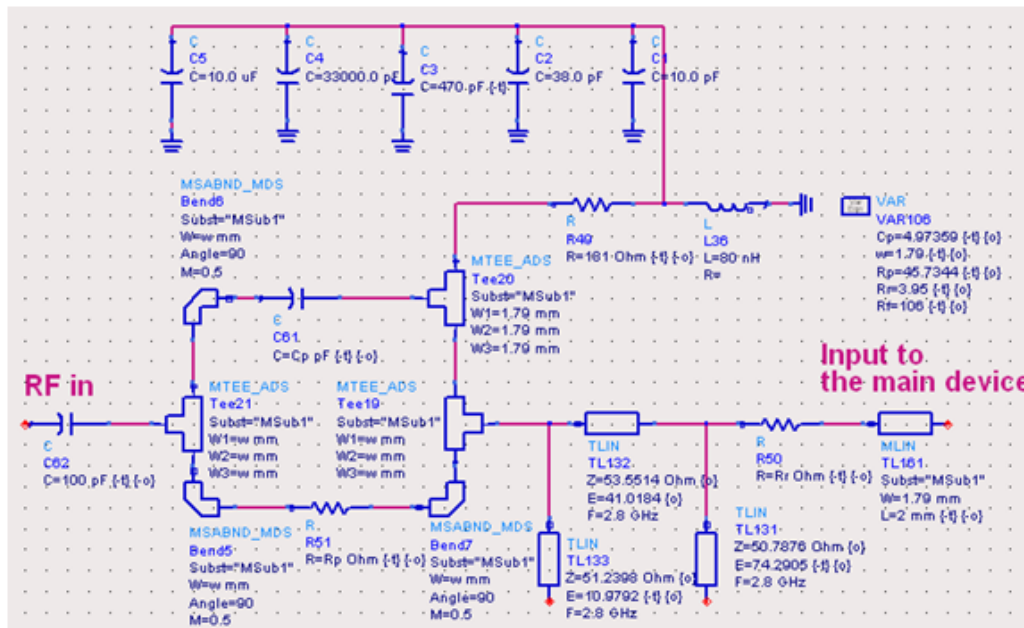 C
C5
C=10.0 uF
C
C4
C=33000.0 pF
C
C3
C=470 pF {-t}
C
C2
C=38.0 pF
C
C1
C=10.0 pF
MSABND_MDS
Bend6
Subst="MSub1"
W=w mm
Angle=90
M=0.5
R
R49
R=161 Ohm {-t} {-o}
L
L36
L=80 nH
R=
VAR
VAR106
Cp=4.97359 {-t} {o}
w=1.79 {-t} {o}
Rp=45.7344 {-t} {o}
Rr=3.95 {-t} {o}
Rf=106 {-t} {o}
MTEE_ADS
Tee20
Subst="MSub1"
W1=1.79 mm
W2=1.79 mm
W3=1.79 mm
C
C61
C=Cp pF {-t} {-o}
Input to
the main device
RF in
C
C62
C=100 pF {-t} {-o}
MTEE_ADS
Tee21
Subst="MSub1"
W1=w mm
W2=w mm
W3=w mm
MTEE_ADS
Tee19
Subst="MSub1"
W1=w mm
W2=w mm
W3=w mm
TLIN
TL132
Z=53.5514 Ohm {o}
E=41.0184 {o}
F=2.8 GHz
R
R50
R=Rr Ohm {-t} {-o}
MLIN
TL161
Subst="MSub1"
W=1.79 mm
L=2 mm {-t} {-o}
MSABND_MDS
Bend5
Subst="MSub1"
W=w mm
Angle=90
M=0.5
R
R51
R=Rp Ohm {-t} {-o}
MSABND_MDS
Bend7
Subst="MSub1"
W=w mm
Angle=90
M=0.5
TLIN
TL133
Z=51.2398 Ohm {o}
E=10.9792 {-t} {o}
F=2.8 GHz
TLIN
TL131
Z=50.7876 Ohm {o}
E=74.2905 {-t} {o}
F=2.8 GHz